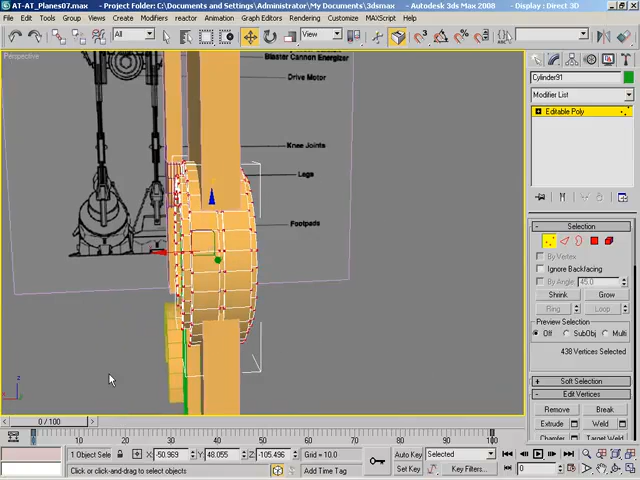 AT-AT_Planes07.max - Project Folder: C:\Documents and Settings\Administrator\My Documents\3dsmax - Autodesk 3ds Max 2008 - Display : Direct 3D
File Edit Tools Group Views Create Modifiers reactor Animation Graph Editors Rendering Customize MAXScript Help
All
View
Perspective
Blaster Cannon Energizer
Drive Motor
Knee Joints
Legs
Footpads
Cylinder91
Modifier List
Editable Poly
Selection
By Vertex
Ignore Backfacing
By Angle: 45.0
Shrink Grow
Ring Loop
Preview Selection
Off SubObj Multi
438 Vertices Selected
Soft Selection
Edit Vertices
Remove Break
Extrude Weld
Chamfer Target Weld
0 / 100
0 10 20 30 40 50 60 70 80 90 100
1 Object Sele X: -50.969 Y: 48.055 Z: -105.496 Grid = 10.0
Auto Key Selected
Click or click-and-drag to select objects
Add Time Tag
Set Key Key Filters...
0